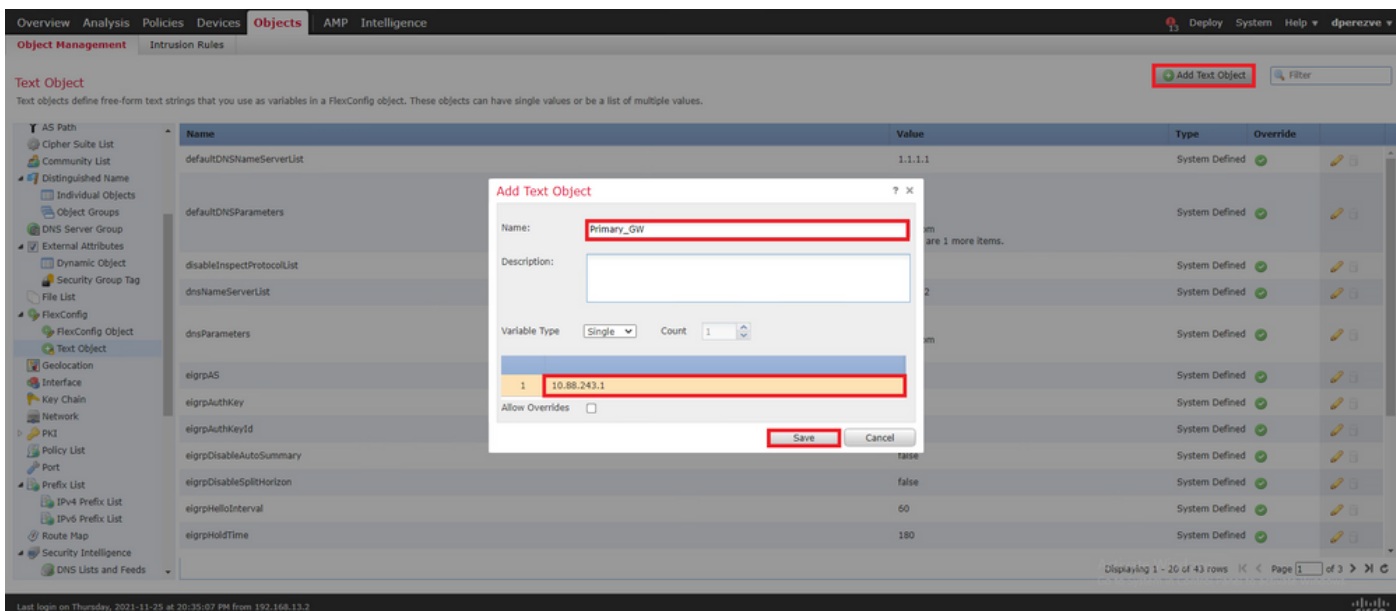 Overview Analysis Policies Devices Objects AMP Intelligence
13 Deploy System Help dperezve
Object Management Intrusion Rules
Text Object
Add Text Object Filter
Text objects define free-form text strings that you use as variables in a FlexConfig object. These objects can have single values or be a list of multiple values.
AS Path
Cipher Suite List
Community List
Distinguished Name
Individual Objects
Object Groups
DNS Server Group
External Attributes
Dynamic Object
Security Group Tag
File List
FlexConfig
FlexConfig Object
Text Object
Geolocation
Interface
Key Chain
Network
PKI
Policy List
Port
Prefix List
IPv4 Prefix List
IPv6 Prefix List
Route Map
Security Intelligence
DNS Lists and Feeds
Name Value Type Override
defaultDNSNameServerList 1.1.1.1 System Defined
defaultDNSParameters om are 1 more items. System Defined
disableInspectProtocolList System Defined
dnsNameServerList 2 System Defined
dnsParameters om System Defined
eigrpAS System Defined
eigrpAuthKey System Defined
eigrpAuthKeyId System Defined
eigrpDisableAutoSummary false System Defined
eigrpDisableSplitHorizon false System Defined
eigrpHelloInterval 60 System Defined
eigrpHoldTime 180 System Defined
Add Text Object ? ×
Name: Primary_GW
Description:
Variable Type Single Count 1
1 10.88.243.1
Allow Overrides
Save Cancel
Displaying 1 - 20 of 43 rows Page 1 of 3
Last login on Thursday, 2021-11-25 at 20:35:07 PM from 192.168.13.2